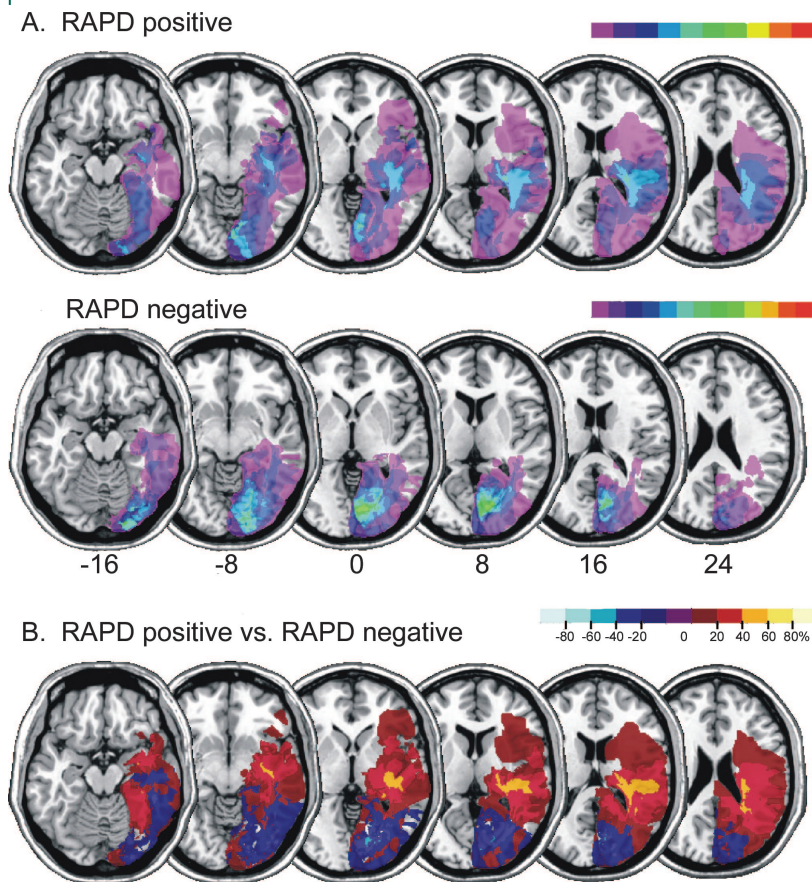 A. RAPD positive
RAPD negative
-16 -8 0 8 16 24
B. RAPD positive vs. RAPD negative
-80 -60 -40 -20 0 20 40 60 80%